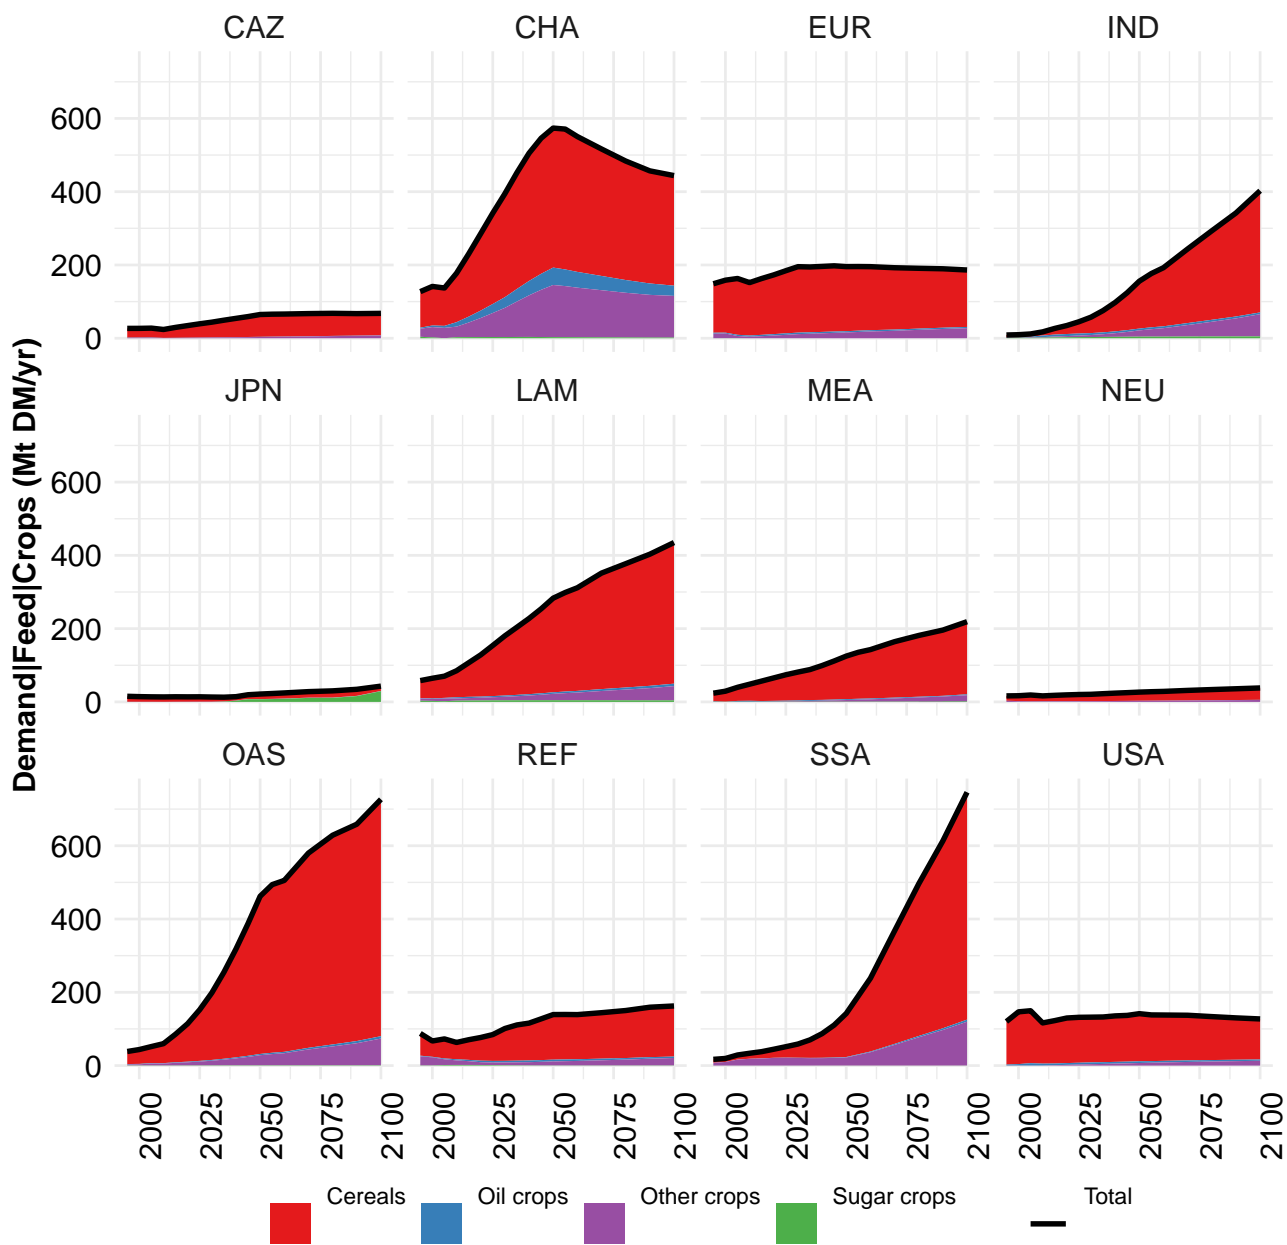 CAZ CHA EUR IND
600
400
200
0
JPN LAM MEA NEU
600
400
200
0
OAS REF SSA USA
600
400
200
0
Demand|Feed|Crops (Mt DM/yr)
2000 2025 2050 2075 2100 2000 2025 2050 2075 2100 2000 2025 2050 2075 2100 2000 2025 2050 2075 2100
Cereals Oil crops Other crops Sugar crops Total